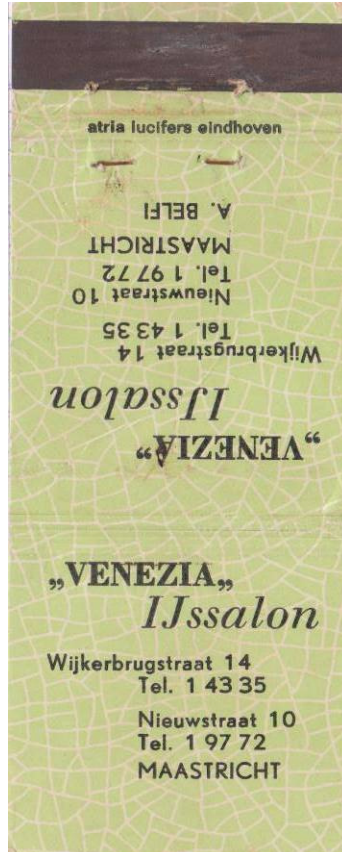 atria lucifers eindhoven
„VENEZIA”
IJssalon
Wijkerbrugstraat 14
Tel. 1 43 35
Nieuwstraat 10
Tel. 1 97 72
MAASTRICHT
A. BELFI
„VENEZIA„
IJssalon
Wijkerbrugstraat 14
Tel. 1 43 35
Nieuwstraat 10
Tel. 1 97 72
MAASTRICHT